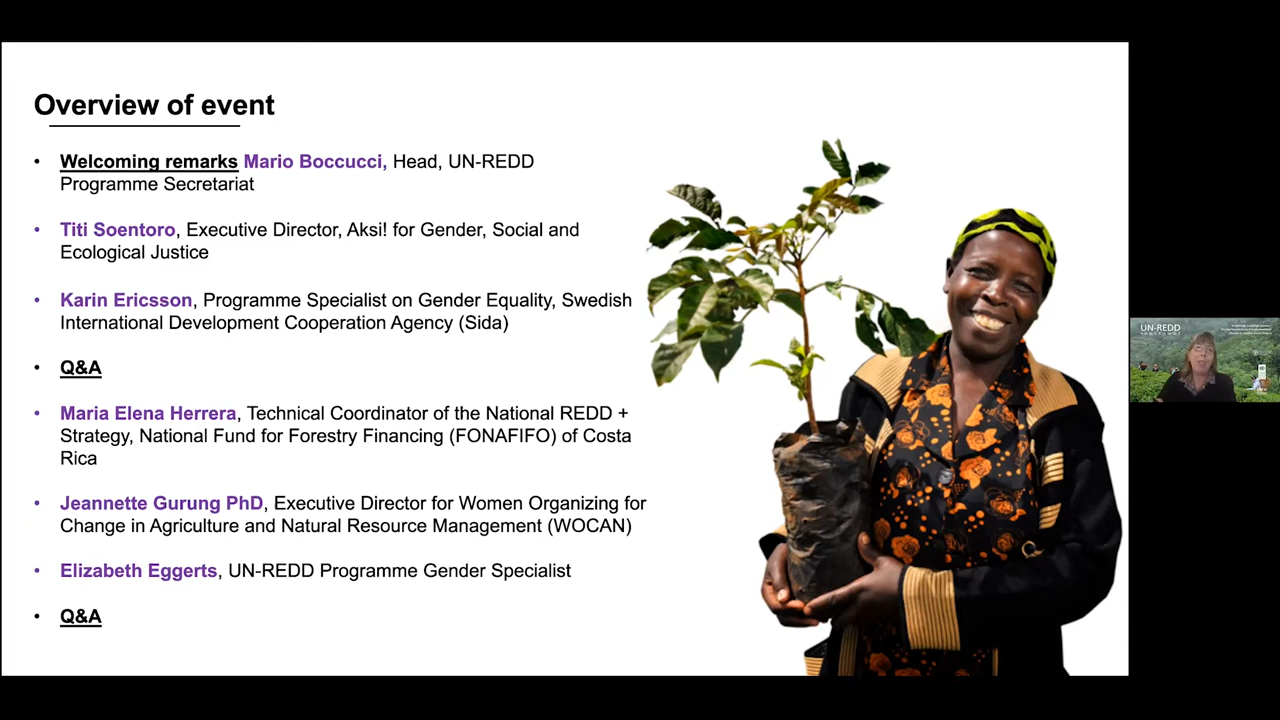 Overview of event
• Welcoming remarks Mario Boccucci, Head, UN-REDD
Programme Secretariat
• Titi Soentoro, Executive Director, Aksi! for Gender, Social and
Ecological Justice
• Karin Ericsson, Programme Specialist on Gender Equality, Swedish
International Development Cooperation Agency (Sida)
• Q&A
• Maria Elena Herrera, Technical Coordinator of the National REDD +
Strategy, National Fund for Forestry Financing (FONAFIFO) of Costa
Rica
• Jeannette Gurung PhD, Executive Director for Women Organizing for
Change in Agriculture and Natural Resource Management (WOCAN)
• Elizabeth Eggerts, UN-REDD Programme Gender Specialist
• Q&A
UN-REDD
PROGRAMME